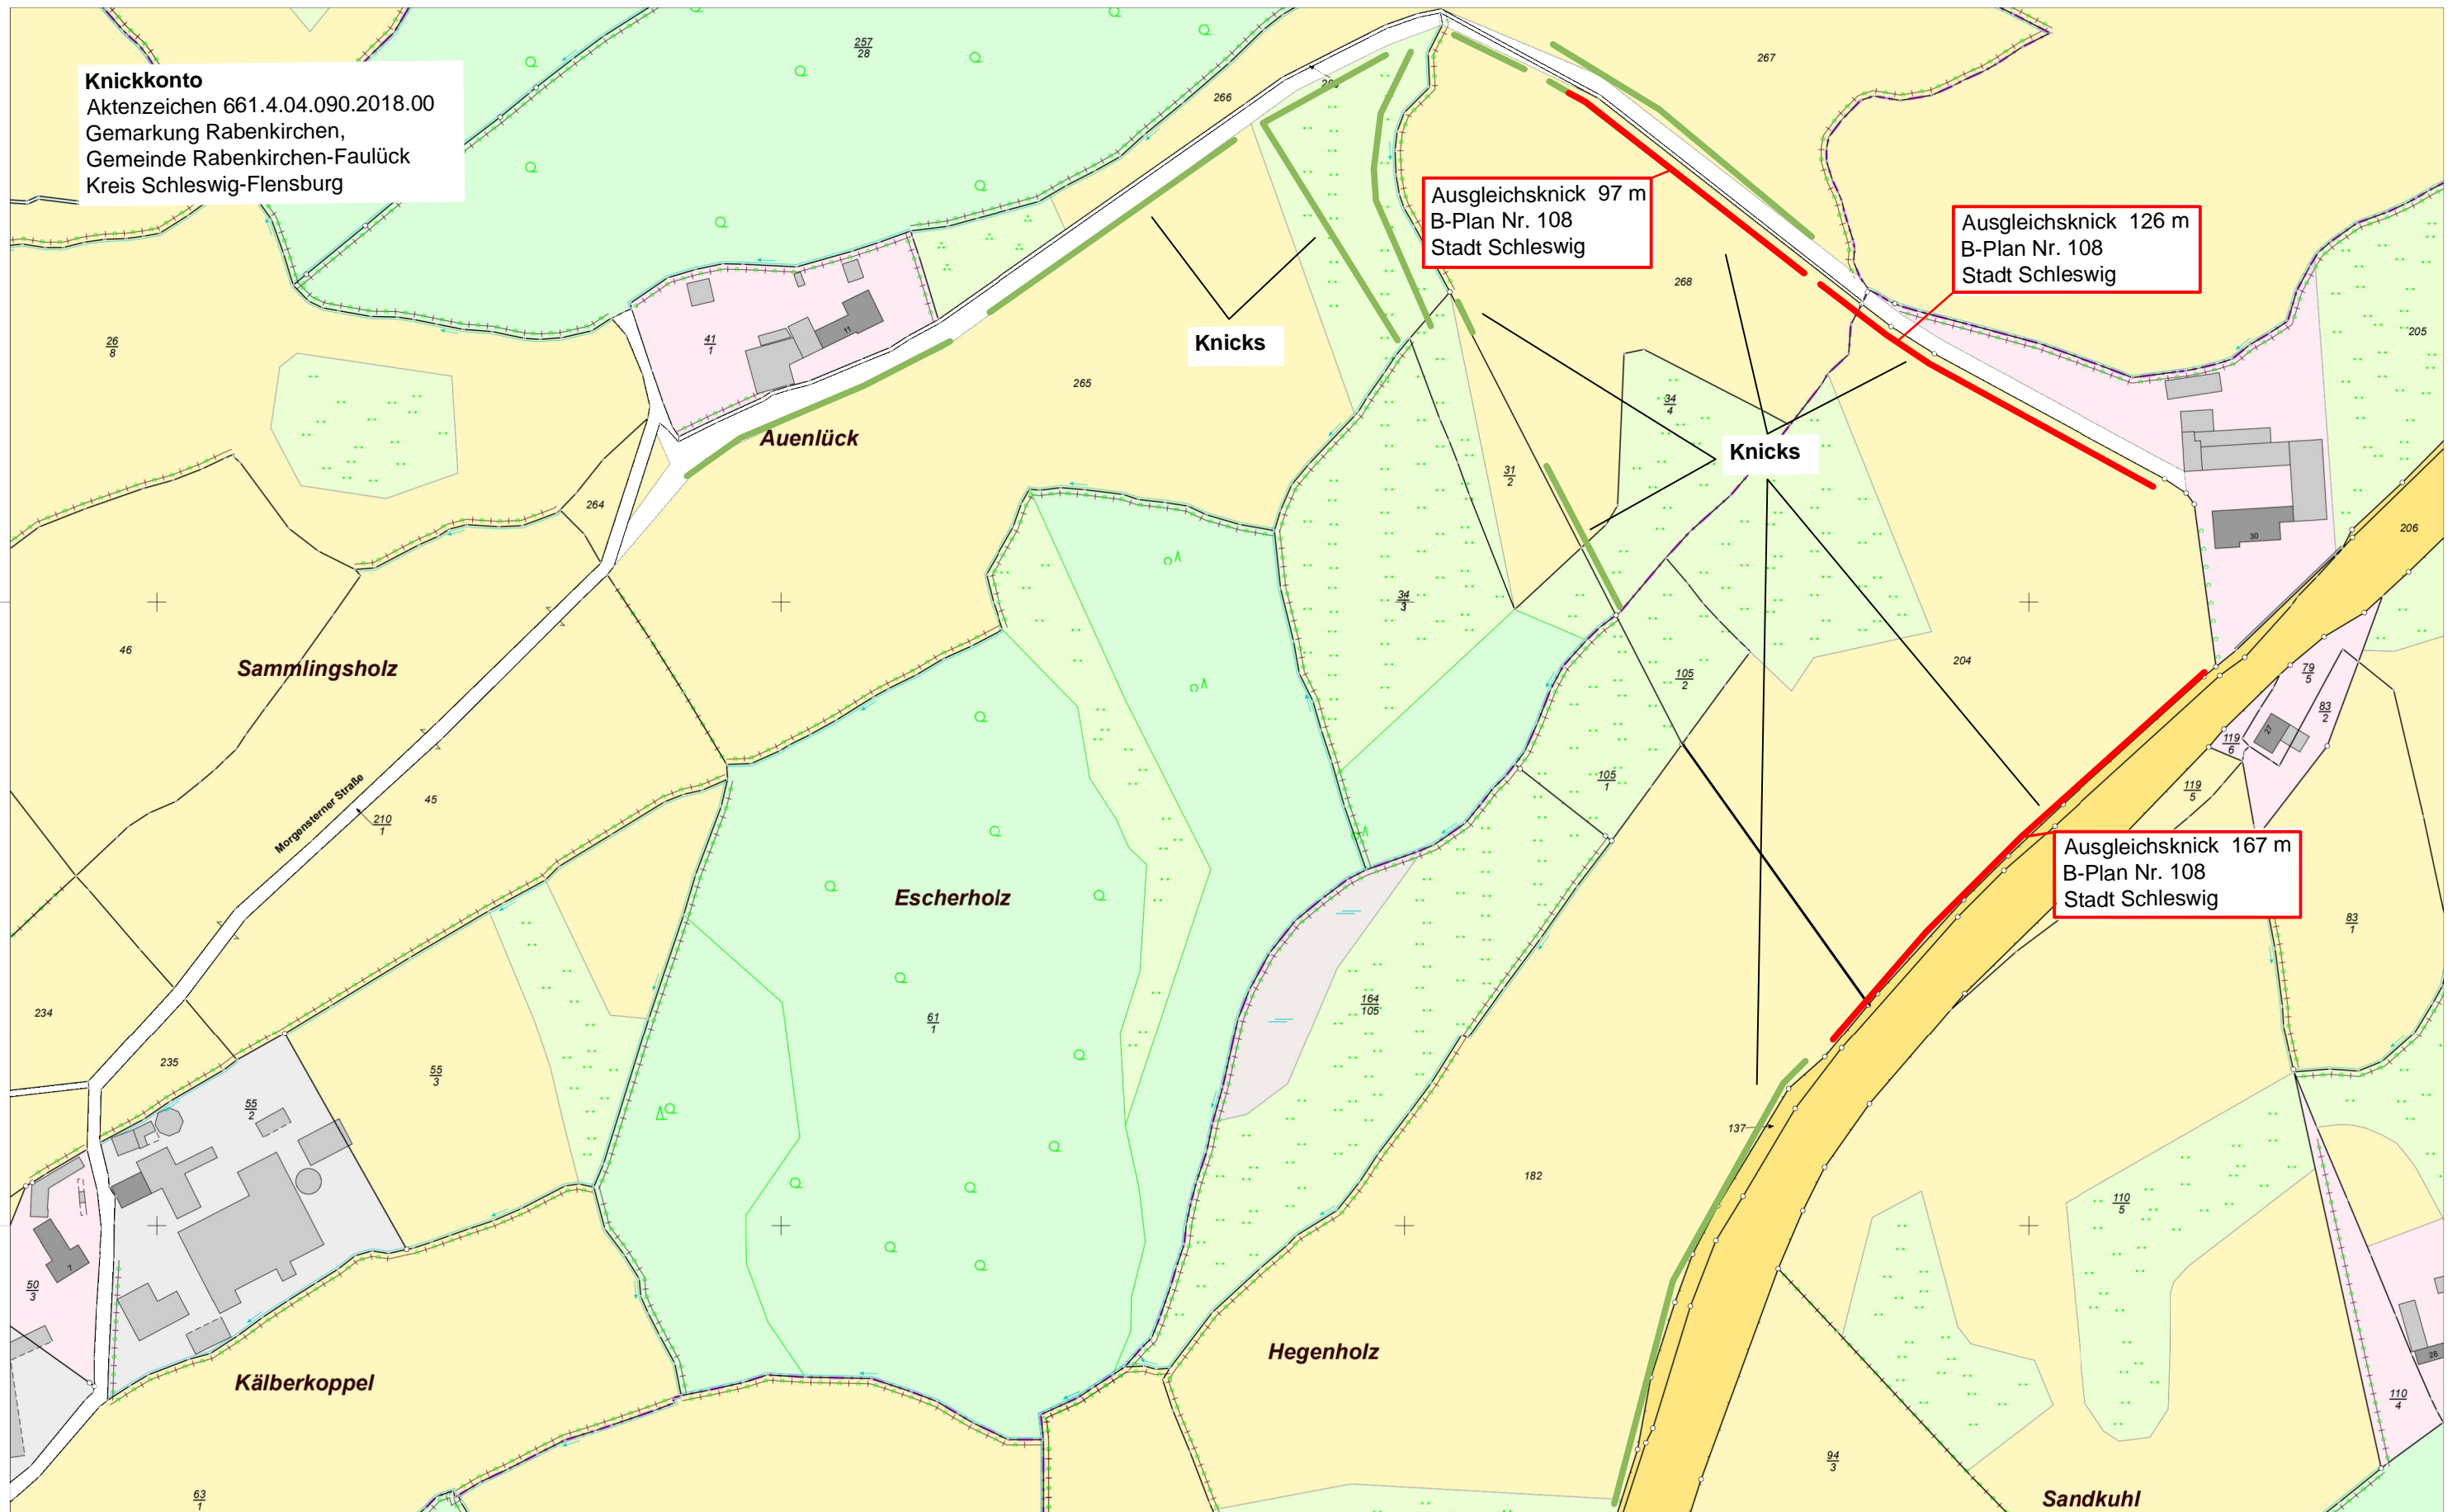 257
28
267
Knickkonto
Aktenzeichen 661.4.04.090.2018.00
Gemarkung Rabenkirchen,
Gemeinde Rabenkirchen-Faulück
Kreis Schleswig-Flensburg
266
Ausgleichsknick 97 m
B-Plan Nr. 108
Stadt Schleswig
Ausgleichsknick 126 m
B-Plan Nr. 108
Stadt Schleswig
268
26
8
41
1
11
Knicks
205
265
34
4
Auenlück
Knicks
31
2
264
206
30
34
3
46
Sammlingsholz
204
105
2
79
5
83
2
27
119
6
105
1
119
5
45
Morgensterner Straße
210
1
Ausgleichsknick 167 m
B-Plan Nr. 108
Stadt Schleswig
Escherholz
83
1
234
61
1
164
105
235
55
3
55
2
137
182
110
5
7
50
3
Hegenholz
28
Kälberkoppel
110
4
94
3
63
1
Sandkuhl